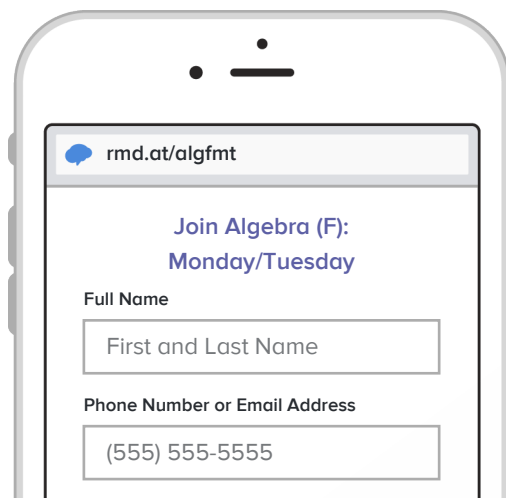 rmd.at/algfmt
Join Algebra (F):
Monday/Tuesday
Full Name
First and Last Name
Phone Number or Email Address
(555) 555-5555